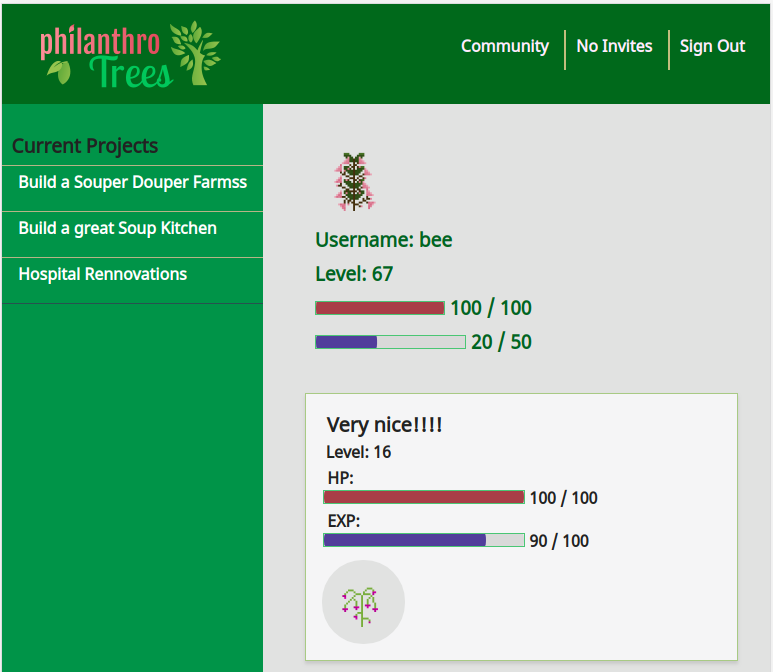 philanthro
Trees
Community
No Invites
Sign Out
Current Projects
Build a Souper Douper Farmss
Build a great Soup Kitchen
Hospital Rennovations
Username: bee
Level: 67
100 / 100
20 / 50
Very nice!!!!
Level: 16
HP:
100 / 100
EXP:
90 / 100